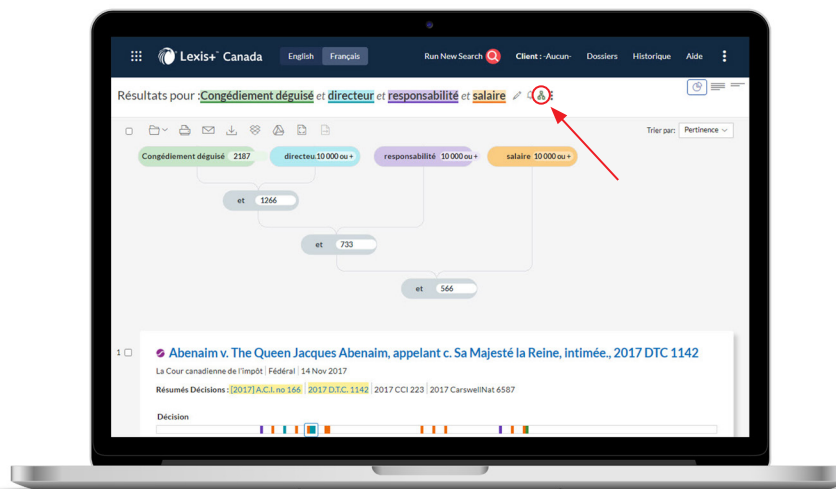 Lexis+® Canada English Français Run New Search Client : -Aucun- Dossiers Historique Aide
Résultats pour :Congédiement déguisé et directeur et responsabilité et salaire
Trier par: Pertinence
Congédiement déguisé 2187 directeu 10 000 ou + responsabilité 10 000 ou + salaire 10 000 ou +
et 1266
et 733
et 566
1 Abenaim v. The Queen Jacques Abenaim, appelant c. Sa Majesté la Reine, intimée., 2017 DTC 1142
La Cour canadienne de l'impôt | Fédéral | 14 Nov 2017
Résumés Décisions : [2017] A.C.I. no 166 | 2017 D.T.C. 1142 | 2017 CCI 223 | 2017 CarswellNat 6587
Décision